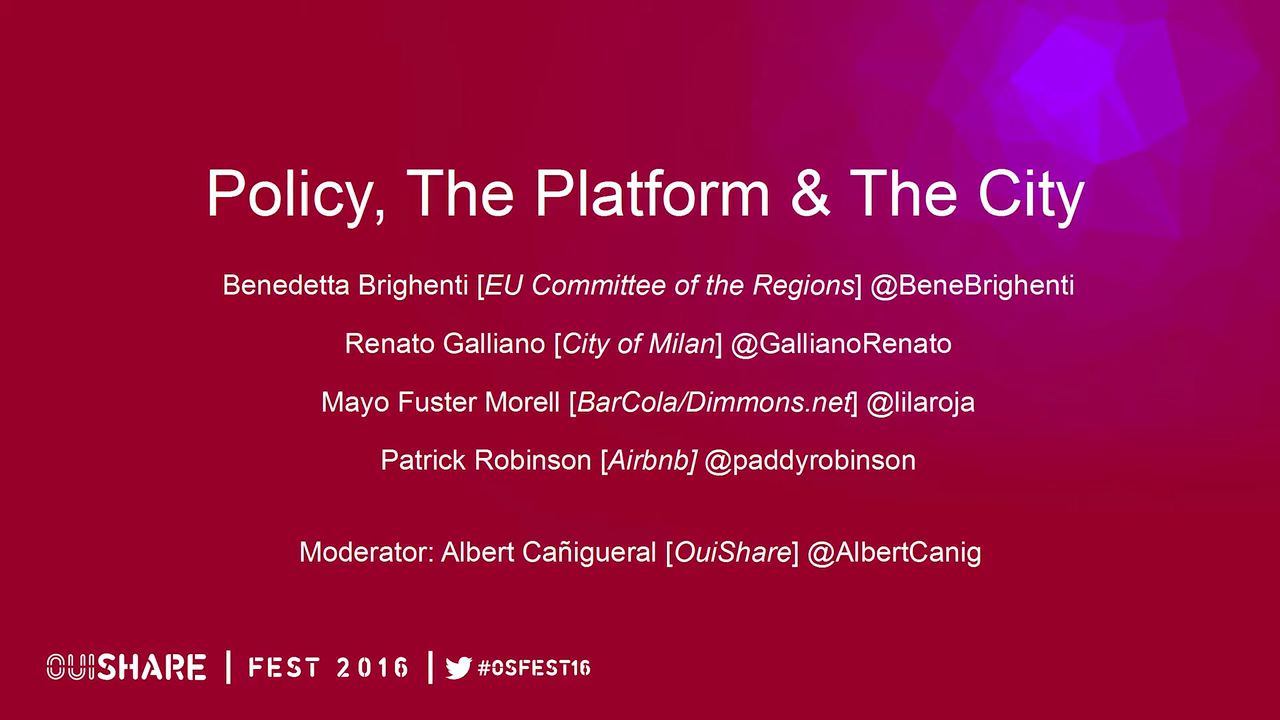 Policy, The Platform & The City
Benedetta Brighenti [EU Committee of the Regions] @BeneBrighenti
Renato Galliano [City of Milan] @GallianoRenato
Mayo Fuster Morell [BarCola/Dimmons.net] @lilaroja
Patrick Robinson [Airbnb] @paddyrobinson
Moderator: Albert Cañigueral [OuiShare] @AlbertCanig
OUISHARE | FEST 2016 | #OSFEST16